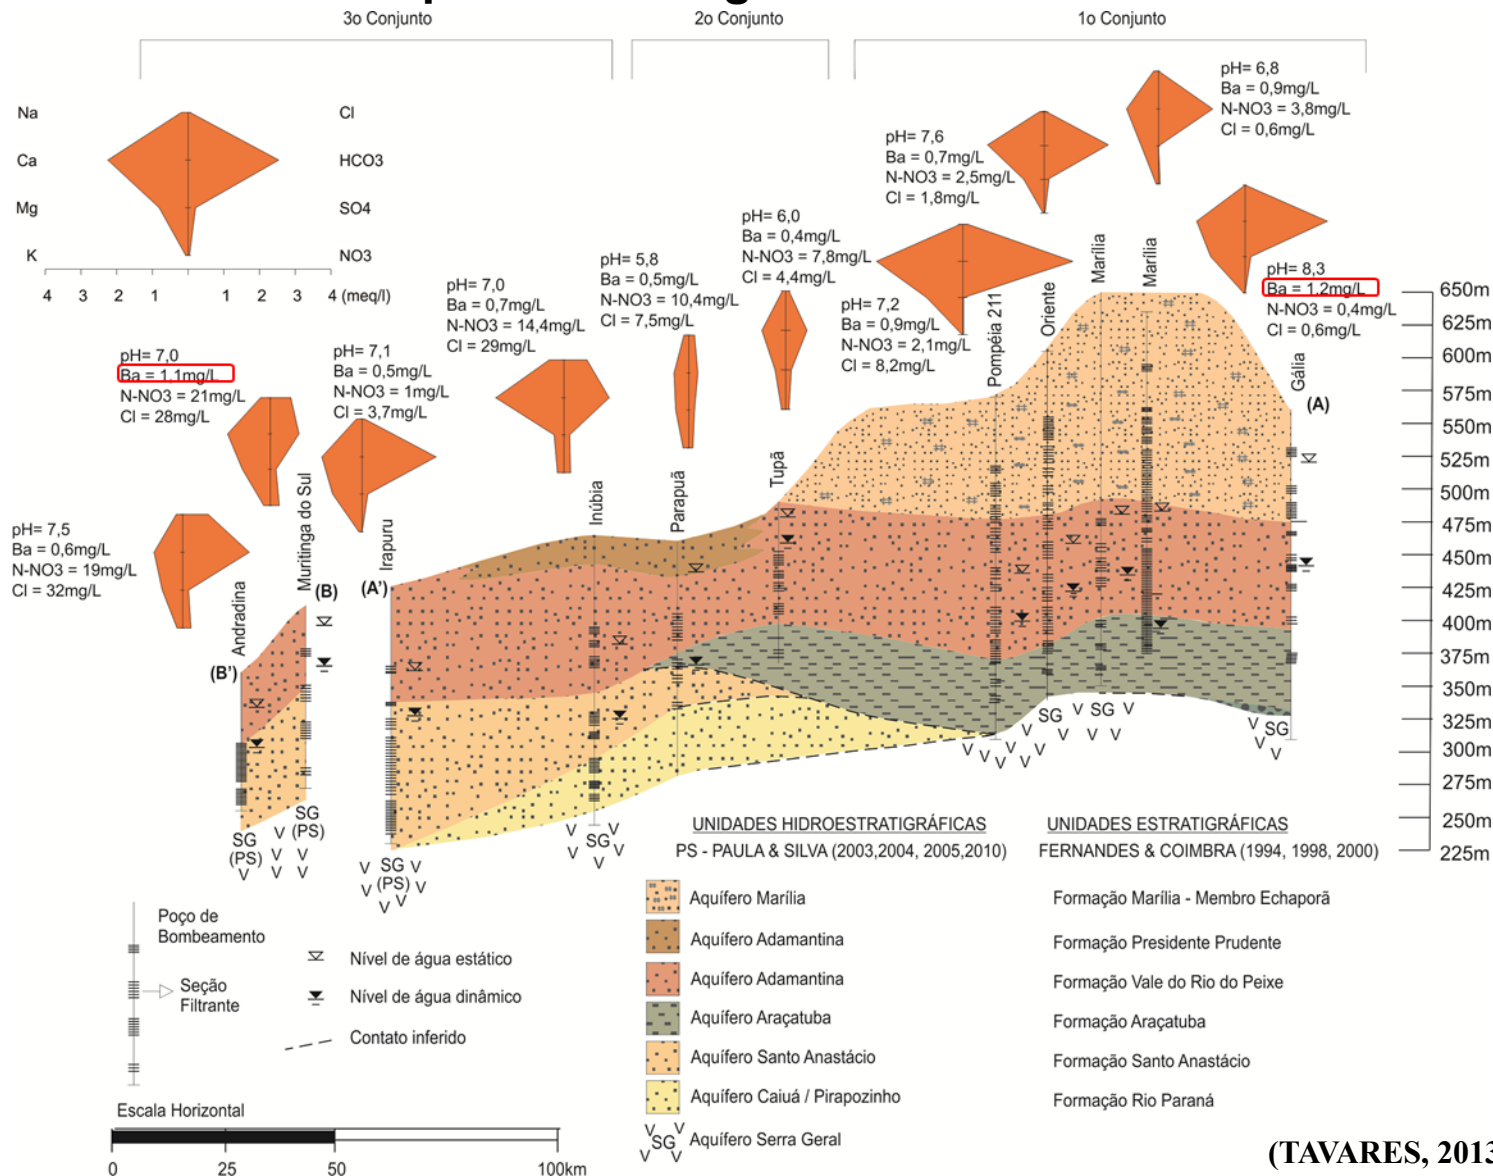 3o Conjunto
2o Conjunto
1o Conjunto
Na
Cl
Ca
HCO3
Mg
SO4
K
NO3
4 3 2 1 1 2 3 4 (meq/l)
pH= 7,5
Ba = 0,6mg/L
N-NO3 = 19mg/L
Cl = 32mg/L
pH= 7,0
Ba = 1,1mg/L
N-NO3 = 21mg/L
Cl = 28mg/L
pH= 7,1
Ba = 0,5mg/L
N-NO3 = 1mg/L
Cl = 3,7mg/L
pH= 7,0
Ba = 0,7mg/L
N-NO3 = 14,4mg/L
Cl = 29mg/L
pH= 5,8
Ba = 0,5mg/L
N-NO3 = 10,4mg/L
Cl = 7,5mg/L
pH= 6,0
Ba = 0,4mg/L
N-NO3 = 7,8mg/L
Cl = 4,4mg/L
pH= 7,2
Ba = 0,9mg/L
N-NO3 = 2,1mg/L
Cl = 8,2mg/L
pH= 7,6
Ba = 0,7mg/L
N-NO3 = 2,5mg/L
Cl = 1,8mg/L
pH= 6,8
Ba = 0,9mg/L
N-NO3 = 3,8mg/L
Cl = 0,6mg/L
pH= 8,3
Ba = 1,2mg/L
N-NO3 = 0,4mg/L
Cl = 0,6mg/L
Andradina
(B')
Muritinga do Sul
(B)
Irapuru
(A')
Inúbia
Parapuã
Tupã
Pompéia 211
Oriente
Marília
Marília
Gália
(A)
650m
625m
600m
575m
550m
525m
500m
475m
450m
425m
400m
375m
350m
325m
300m
275m
250m
225m
SG
(PS)
V
V
V
V
SG
(PS)
V
V
V
V
SG
V
V
(PS)
V
V
V
V
V
V
V
SG
V
V
V
V
V
V
V
V
V
V
V
SG
V
SG
V
V
V
V
SG
V
V
UNIDADES HIDROESTRATIGRÁFICAS
PS - PAULA & SILVA (2003,2004, 2005,2010)
UNIDADES ESTRATIGRÁFICAS
FERNANDES & COIMBRA (1994, 1998, 2000)
Aquífero Marília
Formação Marília - Membro Echaporã
Aquífero Adamantina
Formação Presidente Prudente
Aquífero Adamantina
Formação Vale do Rio do Peixe
Aquífero Araçatuba
Formação Araçatuba
Aquífero Santo Anastácio
Formação Santo Anastácio
Aquífero Caiuá / Pirapozinho
Formação Rio Paraná
V V
SG
V V
Aquífero Serra Geral
Poço de
Bombeamento
Seção
Filtrante
Nível de água estático
Nível de água dinâmico
Contato inferido
Escala Horizontal
0 25 50 100km
(TAVARES, 2013